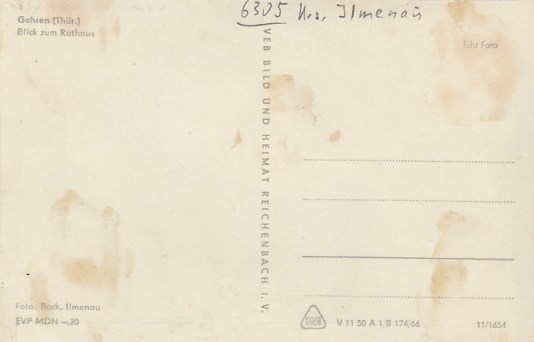 6305 Krs. Ilmenau
Gehren (Thür.)
Blick zum Rathaus
Echt Foto
VEB BILD UND HEIMAT REICHENBACH I. V.
Foto: Bock, Ilmenau
EVP MDN –,20
V 11 50 A 1/B 174/66
11/1654